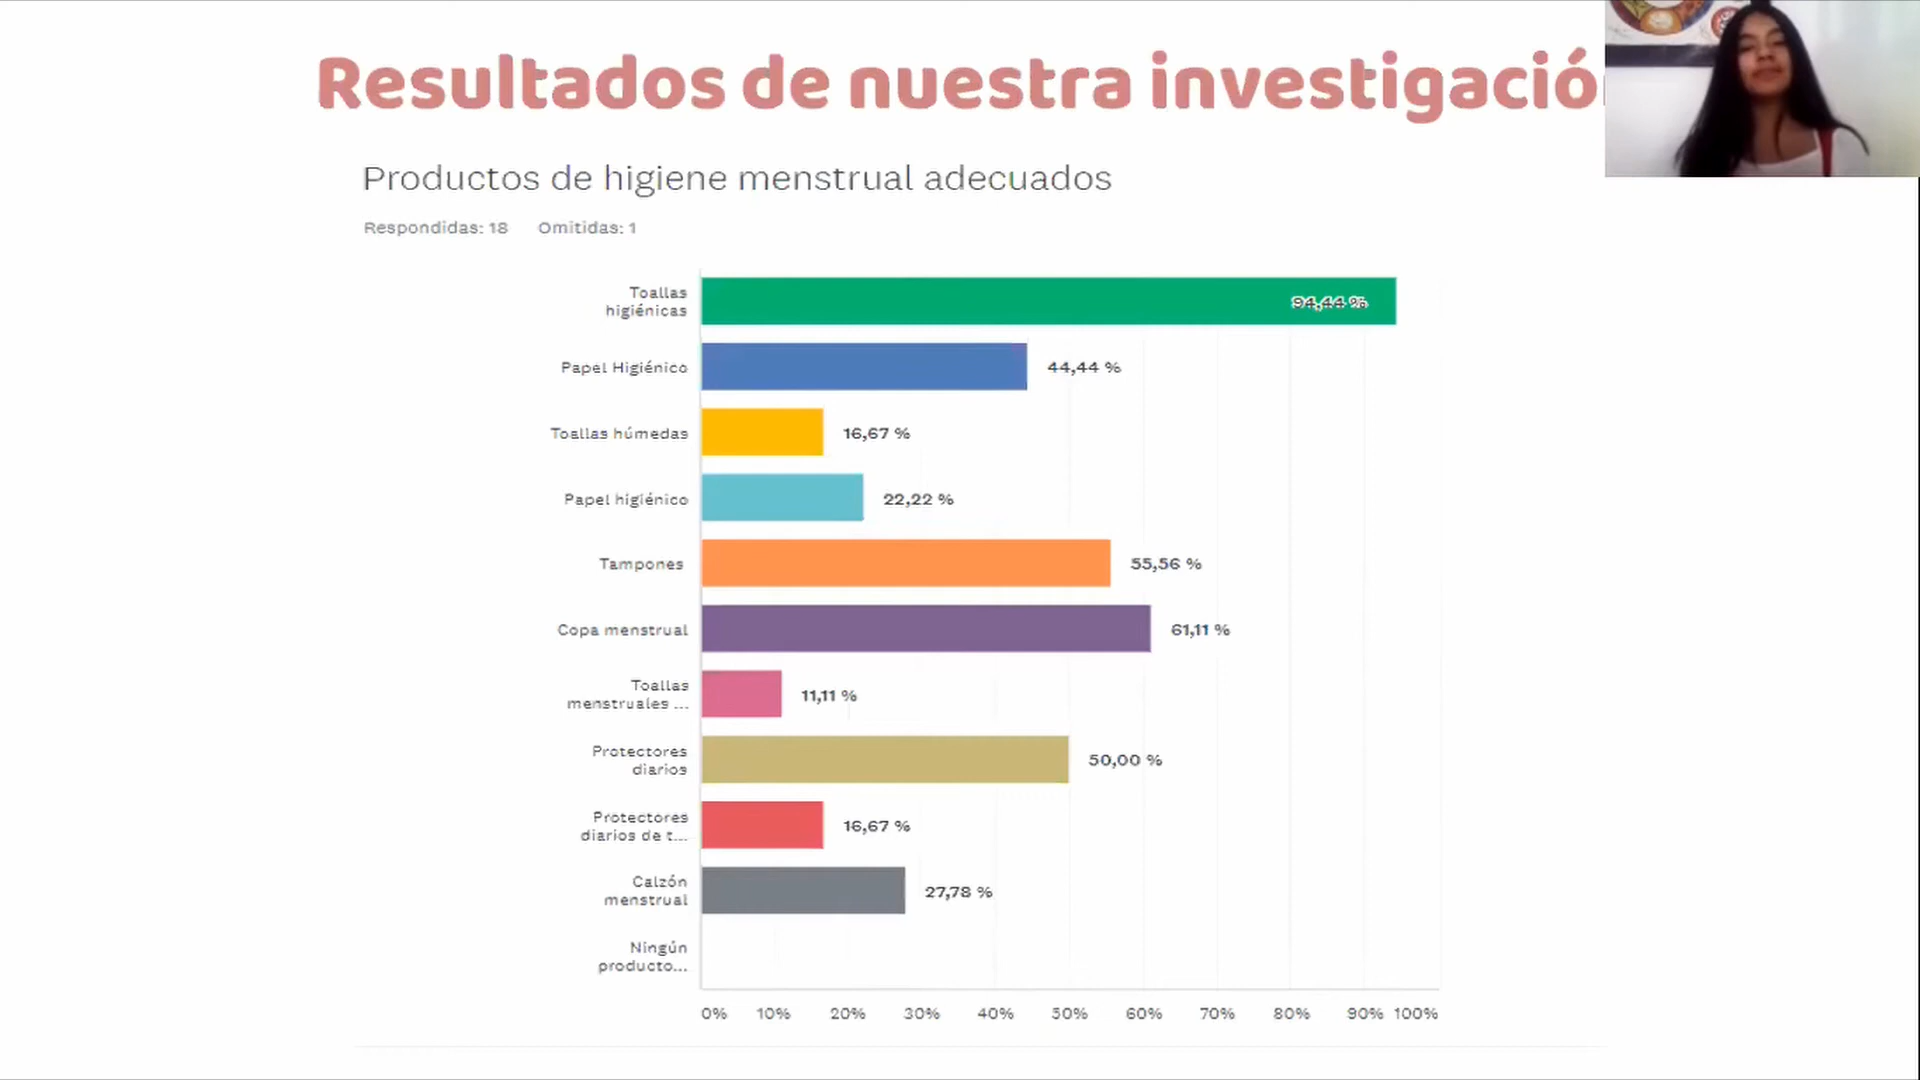 Resultados de nuestra investigació
Productos de higiene menstrual adecuados
Respondidas: 18 Omitidas: 1
Toallas
higiénicas
94,44 %
Papel Higiénico
44,44 %
Toallas húmedas
16,67 %
Papel higiénico
22,22 %
Tampones
55,56 %
Copa menstrual
61,11 %
Toallas
menstruales ...
11,11 %
Protectores
diarios
50,00 %
Protectores
diarios de t...
16,67 %
Calzón
menstrual
27,78 %
Ningún
producto...
0% 10% 20% 30% 40% 50% 60% 70% 80% 90% 100%